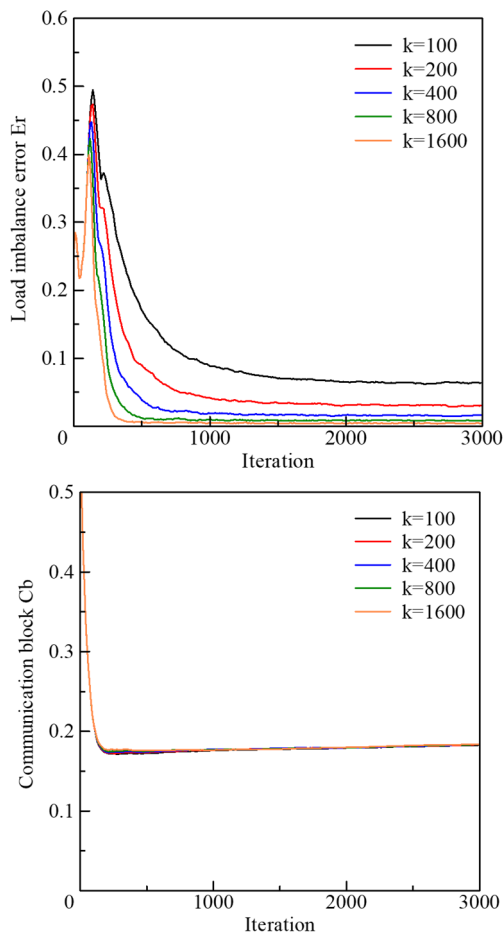 0.6
k=100
k=200
k=400
k=800
k=1600
0.5
0.4
0.3
0.2
0.1
0
Load imbalance error Er
0 1000 2000 3000
Iteration
0.5
k=100
k=200
k=400
k=800
k=1600
0.4
0.3
0.2
0.1
Communication block Cb
0 1000 2000 3000
Iteration